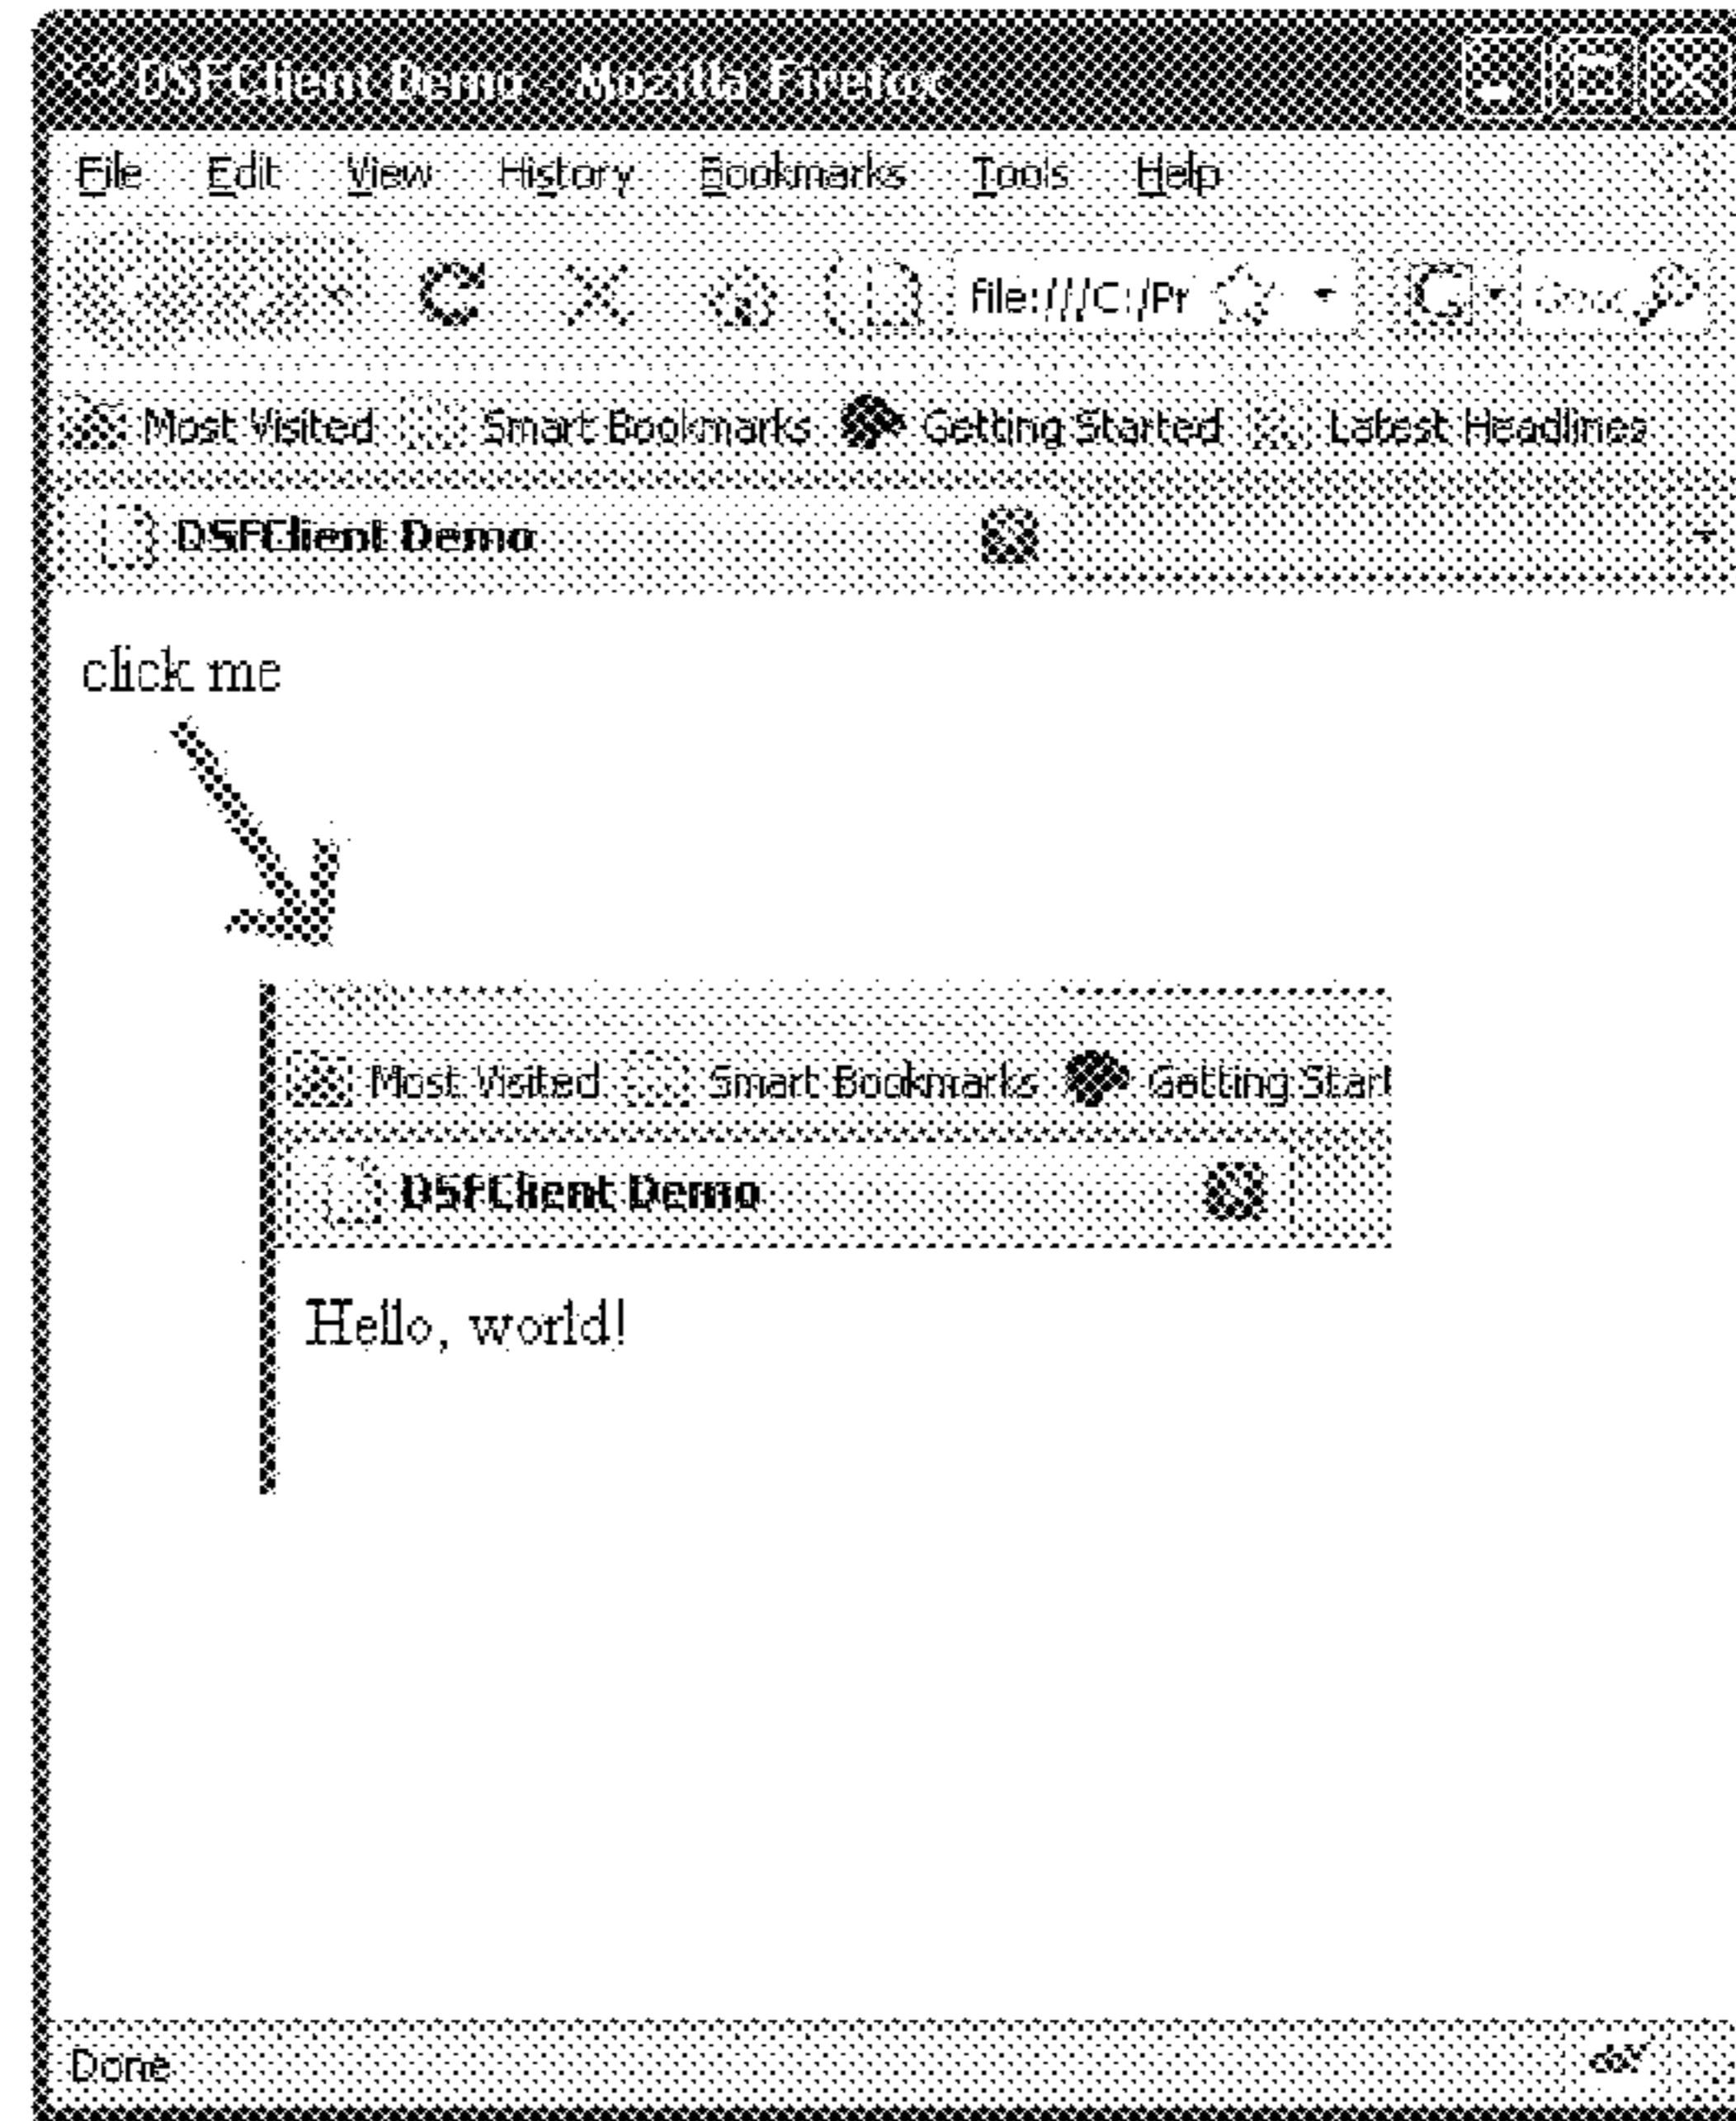 DSFClient Demo - Mozilla Firefox
File Edit View History Bookmarks Tools Help
file:///C:/Pr
Most Visited Smart Bookmarks Getting Started Latest Headlines
DSFClient Demo
click me
Most Visited Smart Bookmarks Getting Start
DSFClient Demo
Hello, world!
Done